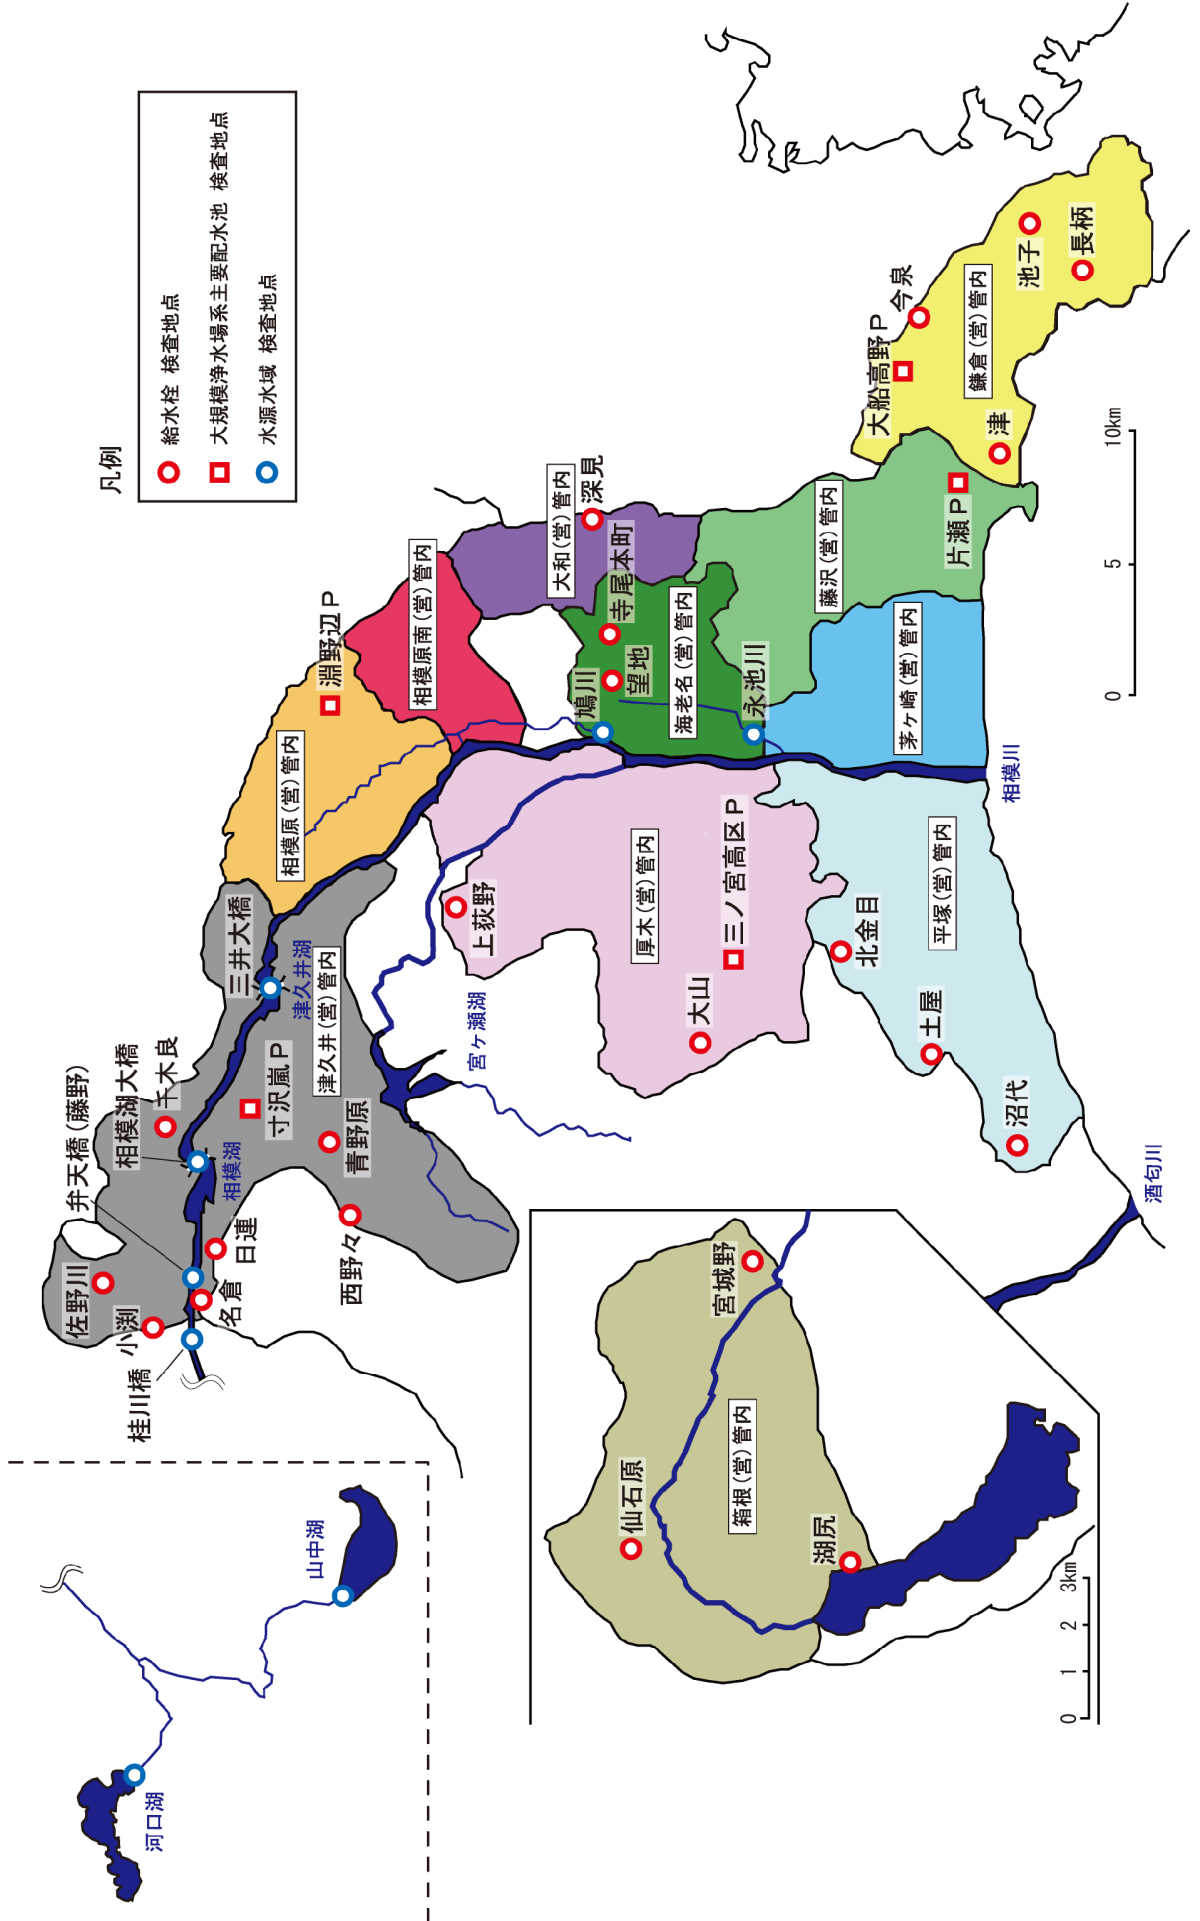 凡例
給水栓 検査地点
大規模浄水場系主要配水池 検査地点
水源水域 検査地点
河口湖
山中湖
佐野川
小渕
桂川橋
弁天橋(藤野)
相模湖大橋
千木良
名倉
日連
相模湖
西野々
青野原
寸沢嵐P
津久井(営)管内
三井大橋
津久井湖
宮ヶ瀬湖
相模原(営)管内
淵野辺P
相模原南(営)管内
大和(営)管内
深見
寺尾本町
望地
鳩川
海老名(営)管内
永池川
上荻野
厚木(営)管内
三ノ宮高区P
大山
北金目
平塚(営)管内
土屋
沼代
酒匂川
相模川
茅ヶ崎(営)管内
藤沢(営)管内
片瀬P
大船高野P
今泉
鎌倉(営)管内
津
池子
長柄
0 5 10km
仙石原
宮城野
箱根(営)管内
湖尻
0 1 2 3km